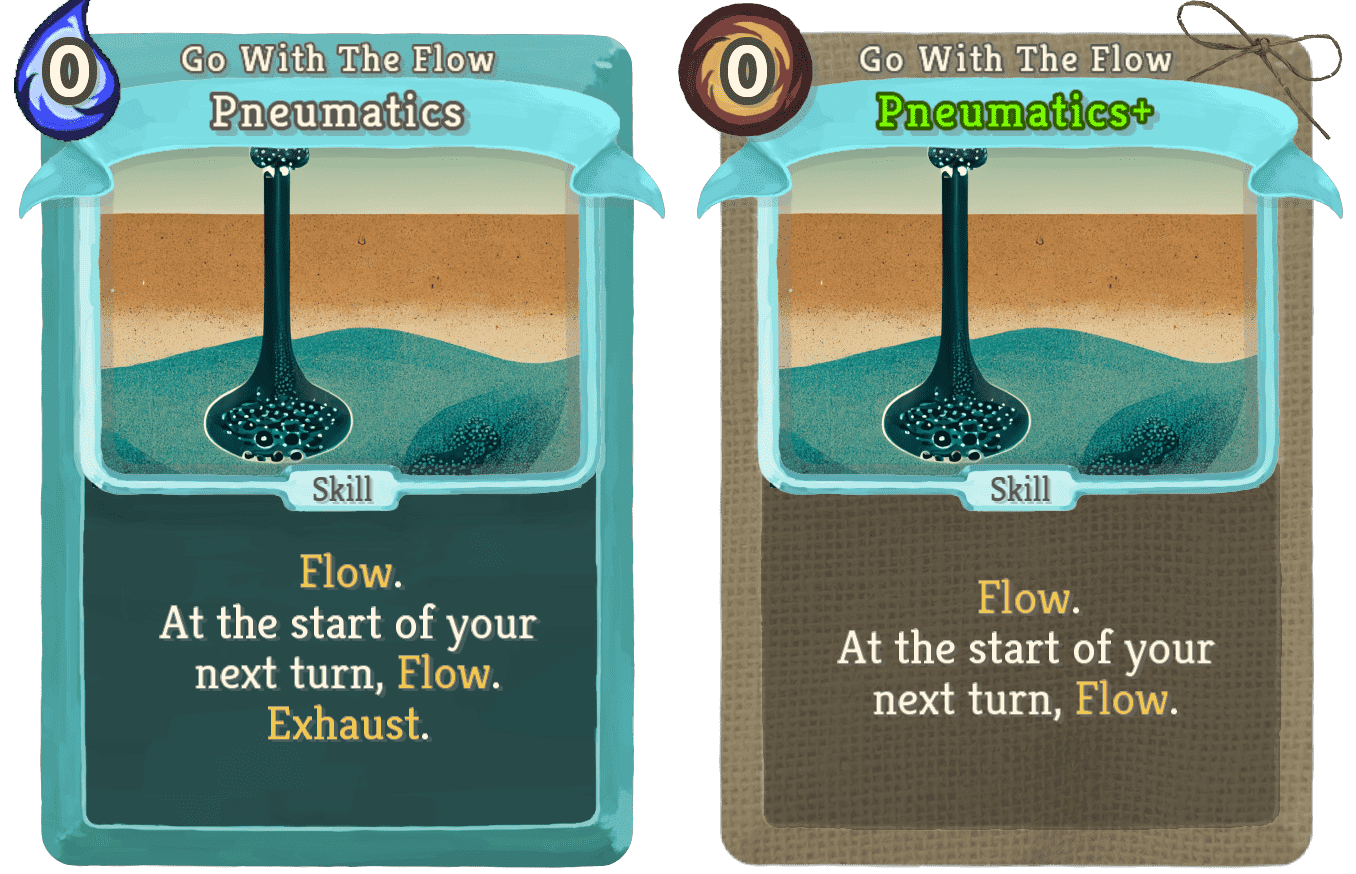 0
Go With The Flow
Pneumatics
Skill
Flow.
At the start of your
next turn, Flow.
Exhaust.
0
Go With The Flow
Pneumatics+
Skill
Flow.
At the start of your
next turn, Flow.